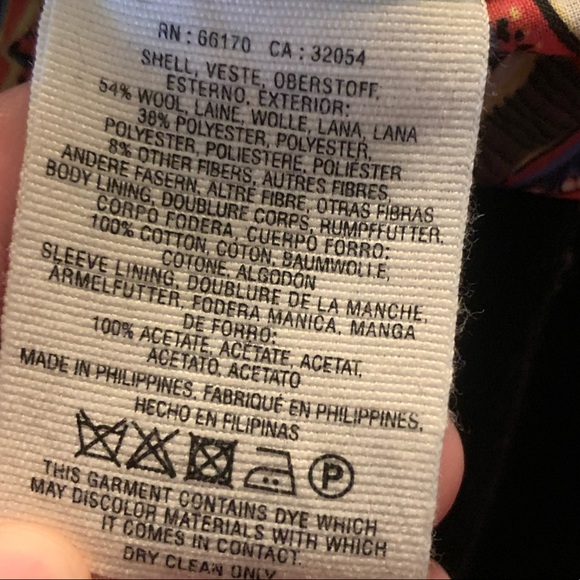 RN : 66170 CA : 32054
SHELL, VESTE, OBERSTOFF,
ESTERNO, EXTERIOR:
54% WOOL, LAINE, WOLLE, LANA, LANA
38% POLYESTER, POLYESTER,
POLYESTER, POLIESTERE, POLIÉSTER
8% OTHER FIBERS, AUTRES FIBRES,
ANDERE FASERN, ALTRE FIBRE, OTRAS FIBRAS
BODY LINING, DOUBLURE CORPS, RUMPFFUTTER,
CORPO FODERA, CUERPO FORRO:
100% COTTON, COTON, BAUMWOLLE,
COTONE, ALGODÓN
SLEEVE LINING, DOUBLURE DE LA MANCHE,
ARMELFUTTER, FODERA MANICA, MANGA
DE FORRO:
100% ACETATE, ACÉTATE, ACETAT,
ACETATO, ACETATO
MADE IN PHILIPPINES, FABRIQUÉ EN PHILIPPINES,
HECHO EN FILIPINAS
P
THIS GARMENT CONTAINS DYE WHICH
MAY DISCOLOR MATERIALS WITH WHICH
IT COMES IN CONTACT.
DRY CLEAN ONLY